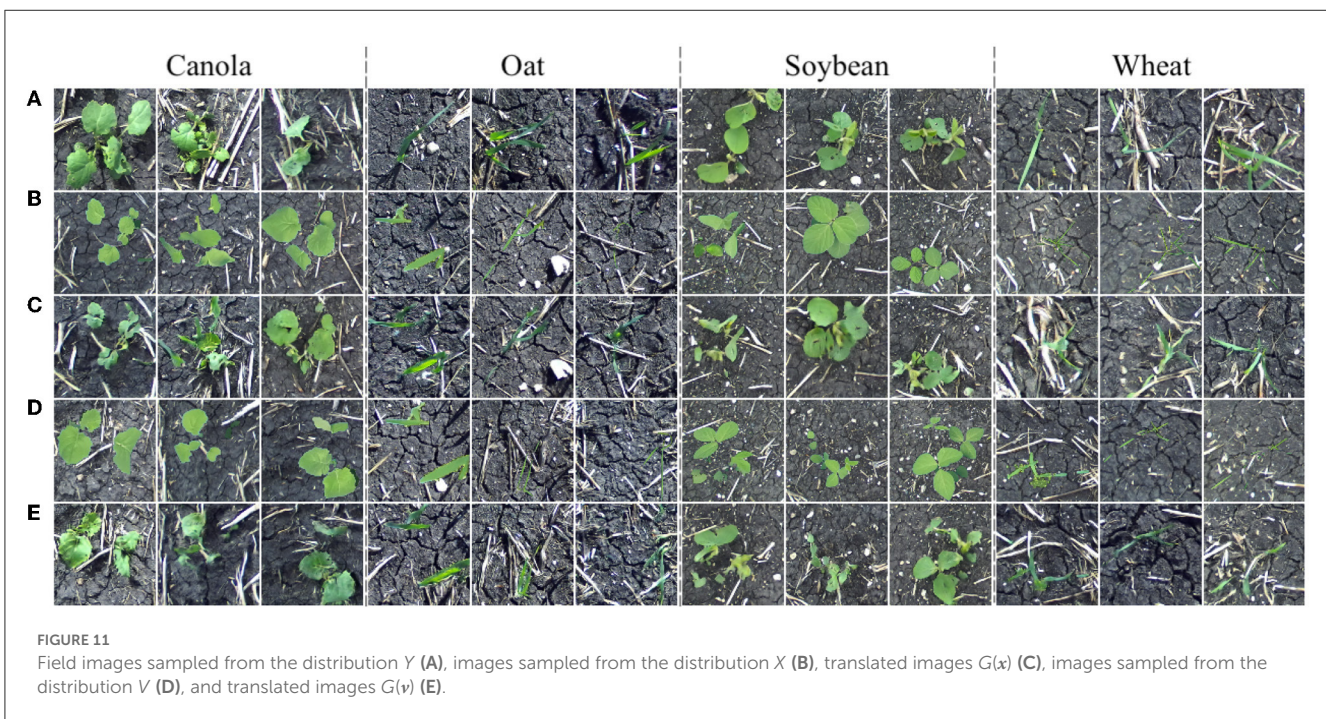 Canola Oat Soybean Wheat
A
B
C
D
E
FIGURE 11
Field images sampled from the distribution Y (A), images sampled from the distribution X (B), translated images G(x) (C), images sampled from the
distribution V (D), and translated images G(v) (E).